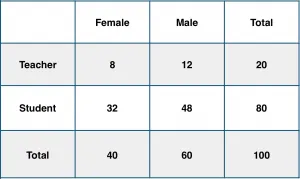 Female Male Total
Teacher 8 12 20
Student 32 48 80
Total 40 60 100